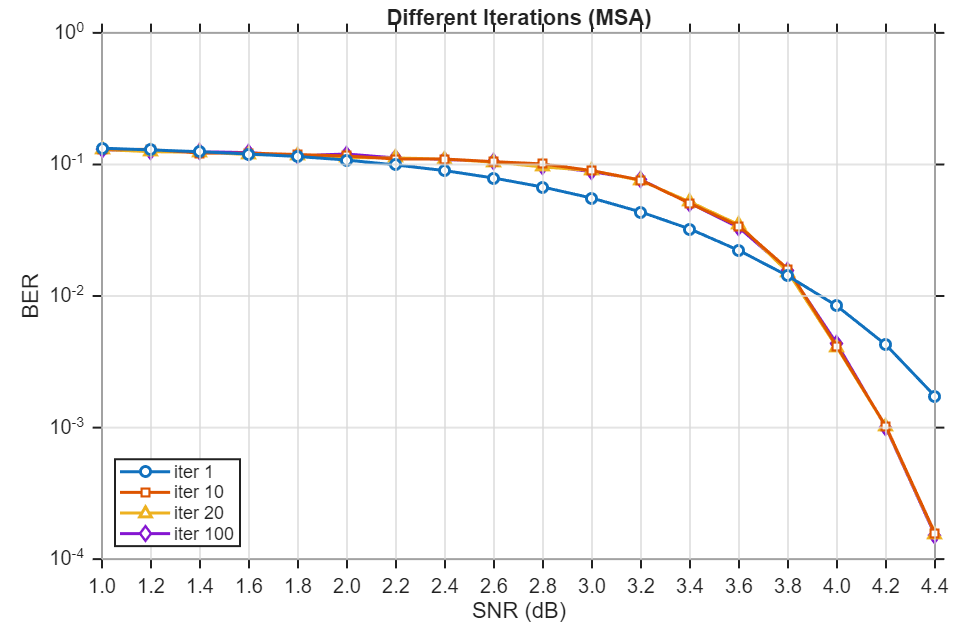 Different Iterations (MSA)
10^0
10^-1
10^-2
10^-3
10^-4
BER
iter 1
iter 10
iter 20
iter 100
1.0 1.2 1.4 1.6 1.8 2.0 2.2 2.4 2.6 2.8 3.0 3.2 3.4 3.6 3.8 4.0 4.2 4.4
SNR (dB)